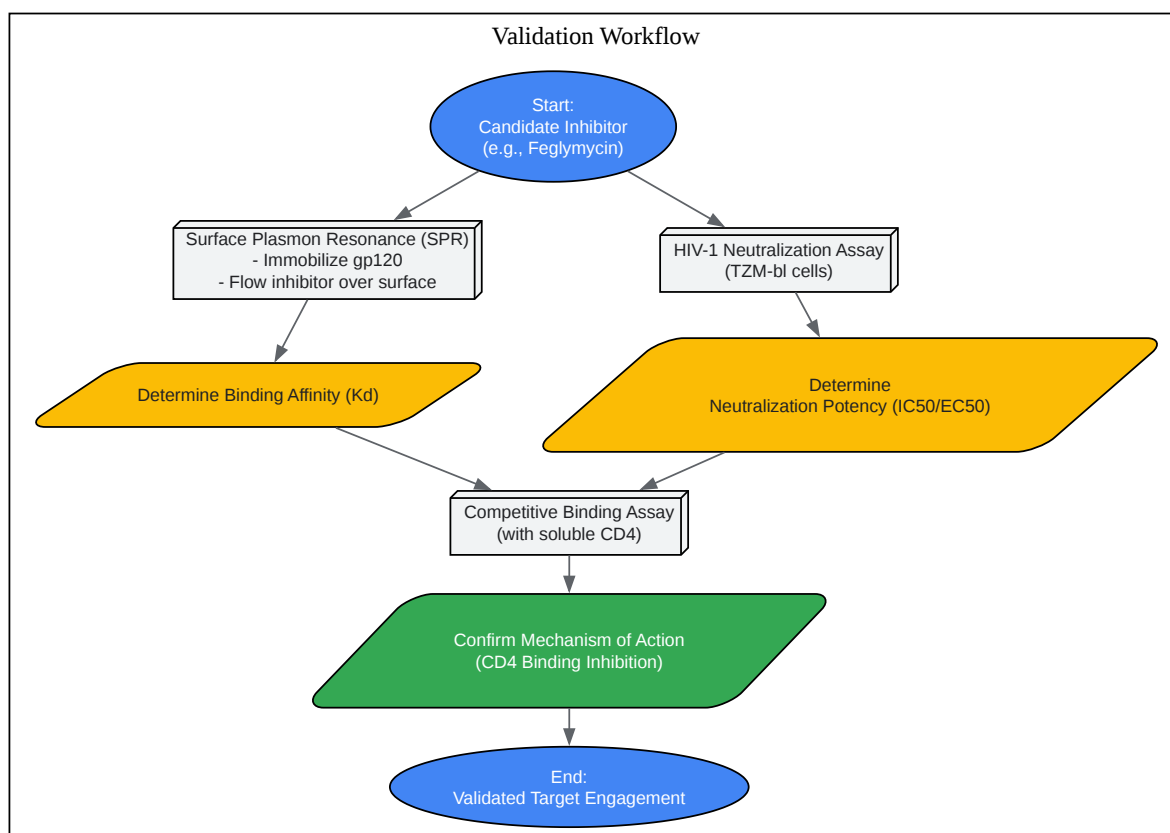 Validation Workflow
Start:
Candidate Inhibitor
(e.g., Feglymycin)
Surface Plasmon Resonance (SPR)
- Immobilize gp120
- Flow inhibitor over surface
HIV-1 Neutralization Assay
(TZM-bl cells)
Determine Binding Affinity (Kd)
Determine
Neutralization Potency (IC50/EC50)
Competitive Binding Assay
(with soluble CD4)
Confirm Mechanism of Action
(CD4 Binding Inhibition)
End:
Validated Target Engagement